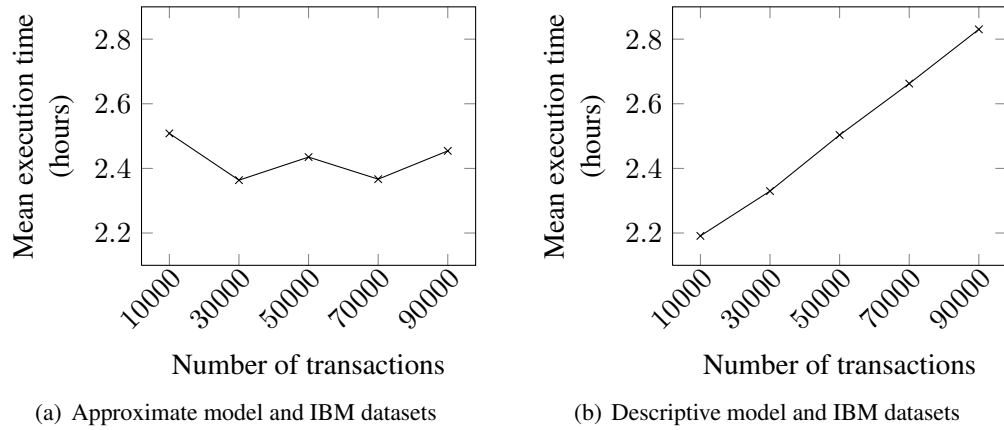 Mean execution time
(hours)
2.8
2.6
2.4
2.2
10000
30000
50000
70000
90000
Number of transactions
(a) Approximate model and IBM datasets
Mean execution time
(hours)
2.8
2.6
2.4
2.2
10000
30000
50000
70000
90000
Number of transactions
(b) Descriptive model and IBM datasets